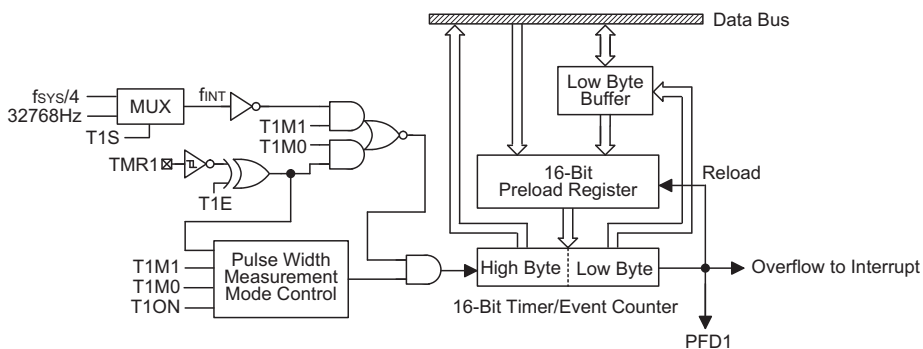 Data Bus
fSYS/4
32768Hz
MUX
T1S
fINT
T1M1
T1M0
TMR1
T1E
Low Byte
Buffer
16-Bit
Preload Register
Reload
T1M1
T1M0
T1ON
Pulse Width
Measurement
Mode Control
High Byte
Low Byte
Overflow to Interrupt
16-Bit Timer/Event Counter
PFD1